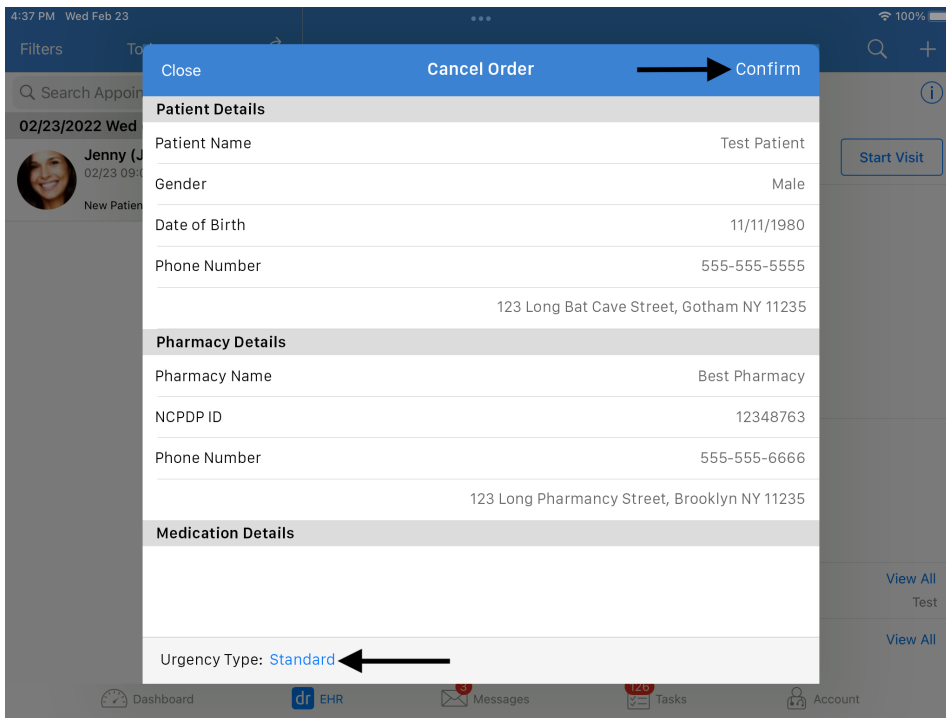 4:37 PM Wed Feb 23
100%
Filters
Close
Cancel Order
Confirm
Search Appoin
Patient Details
02/23/2022 Wed
Patient Name Test Patient
Jenny (J
Start Visit
02/23 09:0
Gender Male
New Patien
Date of Birth 11/11/1980
Phone Number 555-555-5555
123 Long Bat Cave Street, Gotham NY 11235
Pharmacy Details
Pharmacy Name Best Pharmacy
NCPDP ID 12348763
Phone Number 555-555-6666
123 Long Pharmancy Street, Brooklyn NY 11235
Medication Details
View All
Test
View All
Urgency Type: Standard
Dashboard
dr EHR
3
Messages
126
Tasks
Account